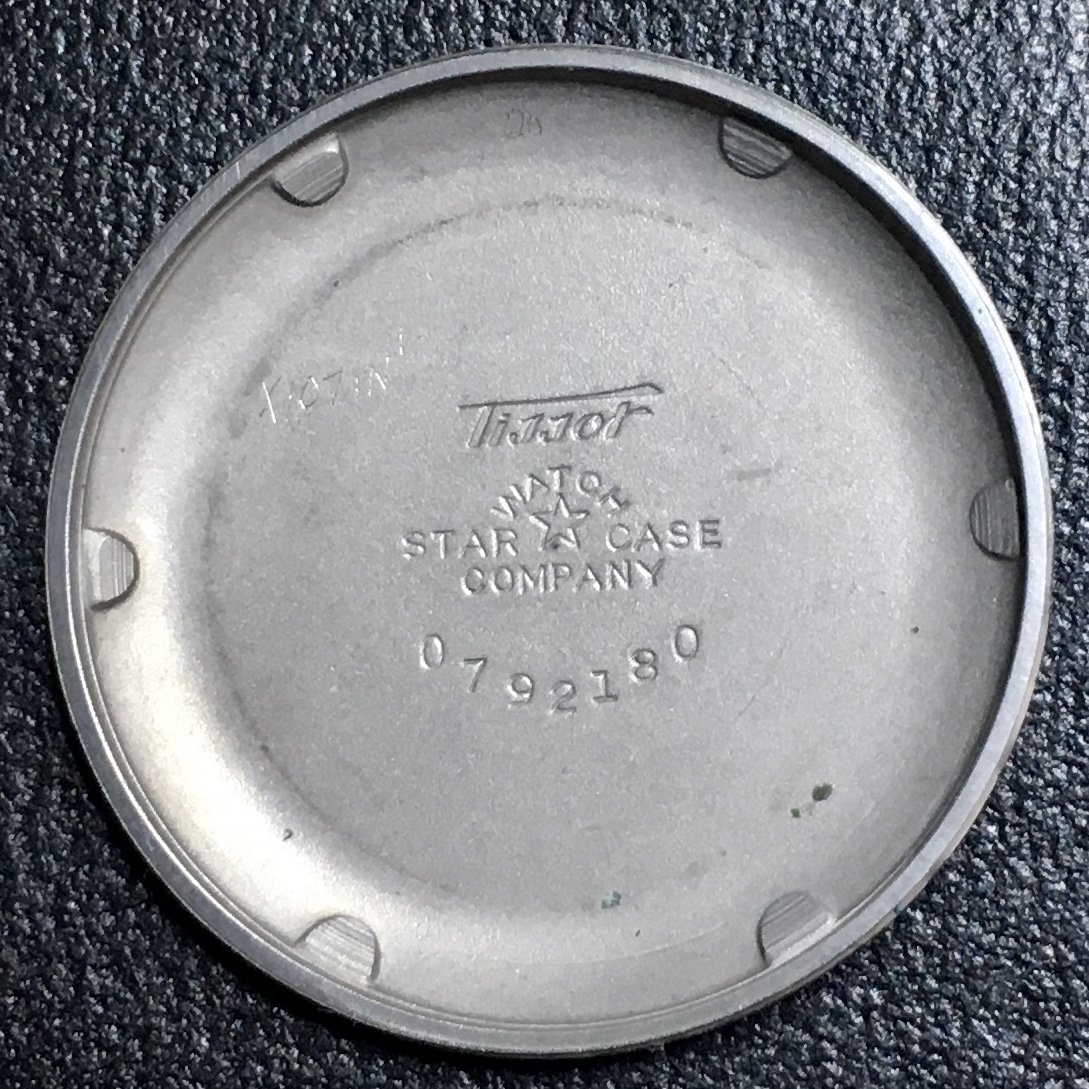 Tissot
WATCH
STAR CASE
COMPANY
0792180